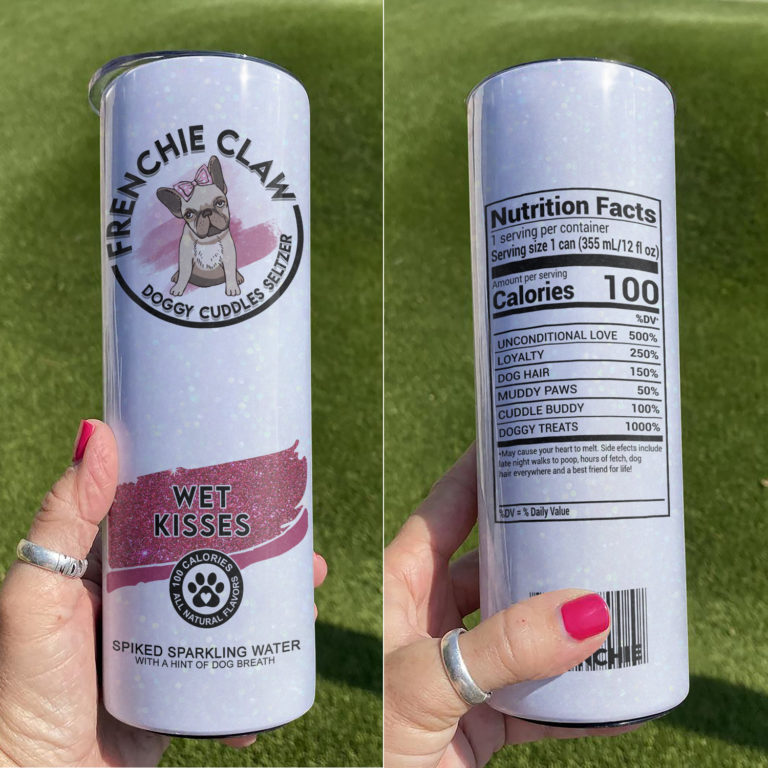 FRENCHIE CLAW
DOGGY CUDDLES SELTZER
WET
KISSES
100 CALORIES
ALL NATURAL FLAVORS
SPIKED SPARKLING WATER
WITH A HINT OF DOG BREATH
Nutrition Facts
1 serving per container
Serving size 1 can (355 mL/12 fl oz)
Amount per serving
Calories 100
%DV*
UNCONDITIONAL LOVE 500%
LOYALTY 250%
DOG HAIR 150%
MUDDY PAWS 50%
CUDDLE BUDDY 100%
DOGGY TREATS 1000%
*May cause your heart to melt. Side efects include
late night walks to poop, hours of fetch, dog
hair everywhere and a best friend for life!
%DV = % Daily Value